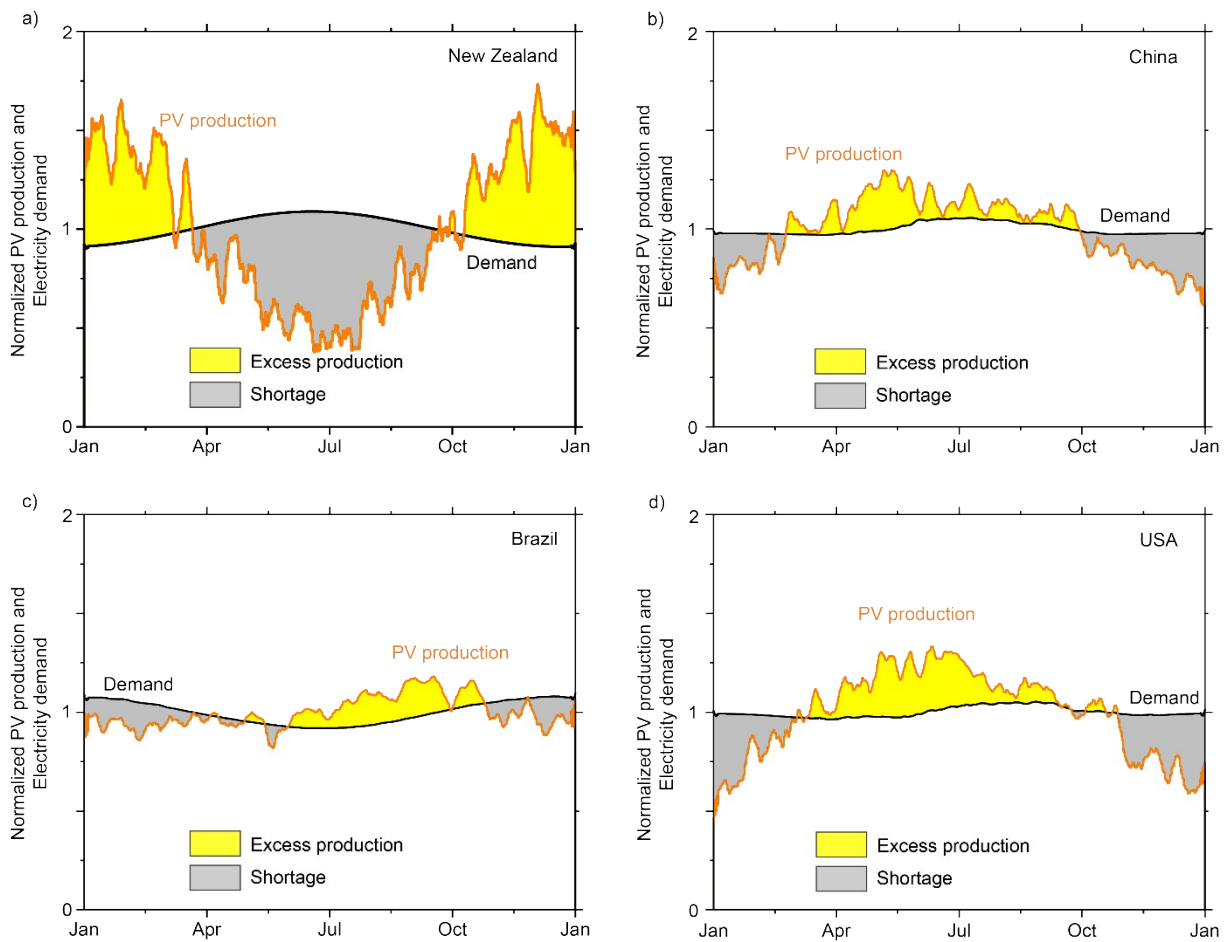 a)
New Zealand
2
PV production
1
Demand
Excess production
Shortage
0
Jan Apr Jul Oct Jan
Normalized PV production and
Electricity demand
b)
China
2
PV production
Demand
1
Excess production
Shortage
0
Jan Apr Jul Oct Jan
Normalized PV production and
Electricity demand
c)
Brazil
2
PV production
Demand
1
Excess production
Shortage
0
Jan Apr Jul Oct Jan
Normalized PV production and
Electricity demand
d)
USA
2
PV production
Demand
1
Excess production
Shortage
0
Jan Apr Jul Oct Jan
Normalized PV production and
Electricity demand